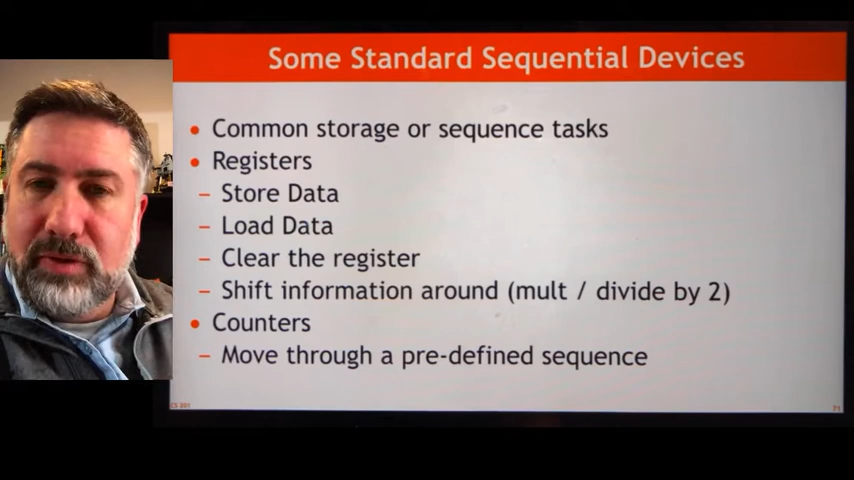 Some Standard Sequential Devices
• Common storage or sequence tasks
• Registers
– Store Data
– Load Data
– Clear the register
– Shift information around (mult / divide by 2)
• Counters
– Move through a pre-defined sequence
71